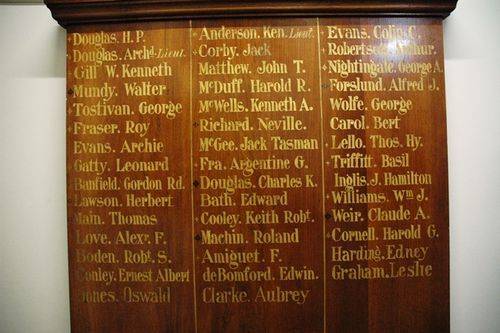 Douglas. H. P.
Douglas. Archd. Lieut.
Gill W. Kenneth
Mundy. Walter
Tostivan. George
Fraser. Roy
Evans. Archie
Gatty. Leonard
Banfield. Gordon Rd.
Lawson. Herbert
Main. Thomas
Love. Alexr. F.
Boden. Robt. S.
Conley. Ernest Albert
Jones. Oswald
Anderson. Ken. Lieut.
Corby. Jack
Matthew. John T.
McDuff. Harold R.
McWells. Kenneth A.
Richard. Neville.
McGee. Jack Tasman
Fra. Argentine G.
Douglas. Charles K.
Bath. Edward
Cooley. Keith Robt.
Machin. Roland
Amiguet. F.
deBomford. Edwin.
Clarke. Aubrey
Evans. Colin C.
Robertson. Arthur.
Nightingale. George A.
Forslund. Alfred J.
Wolfe. George
Carol. Bert
Lello. Thos. Hy.
Triffitt. Basil
Inglis. J. Hamilton
Williams. Wm J.
Weir. Claude A.
Cornell. Harold G.
Harding. Edney
Graham. Leslie